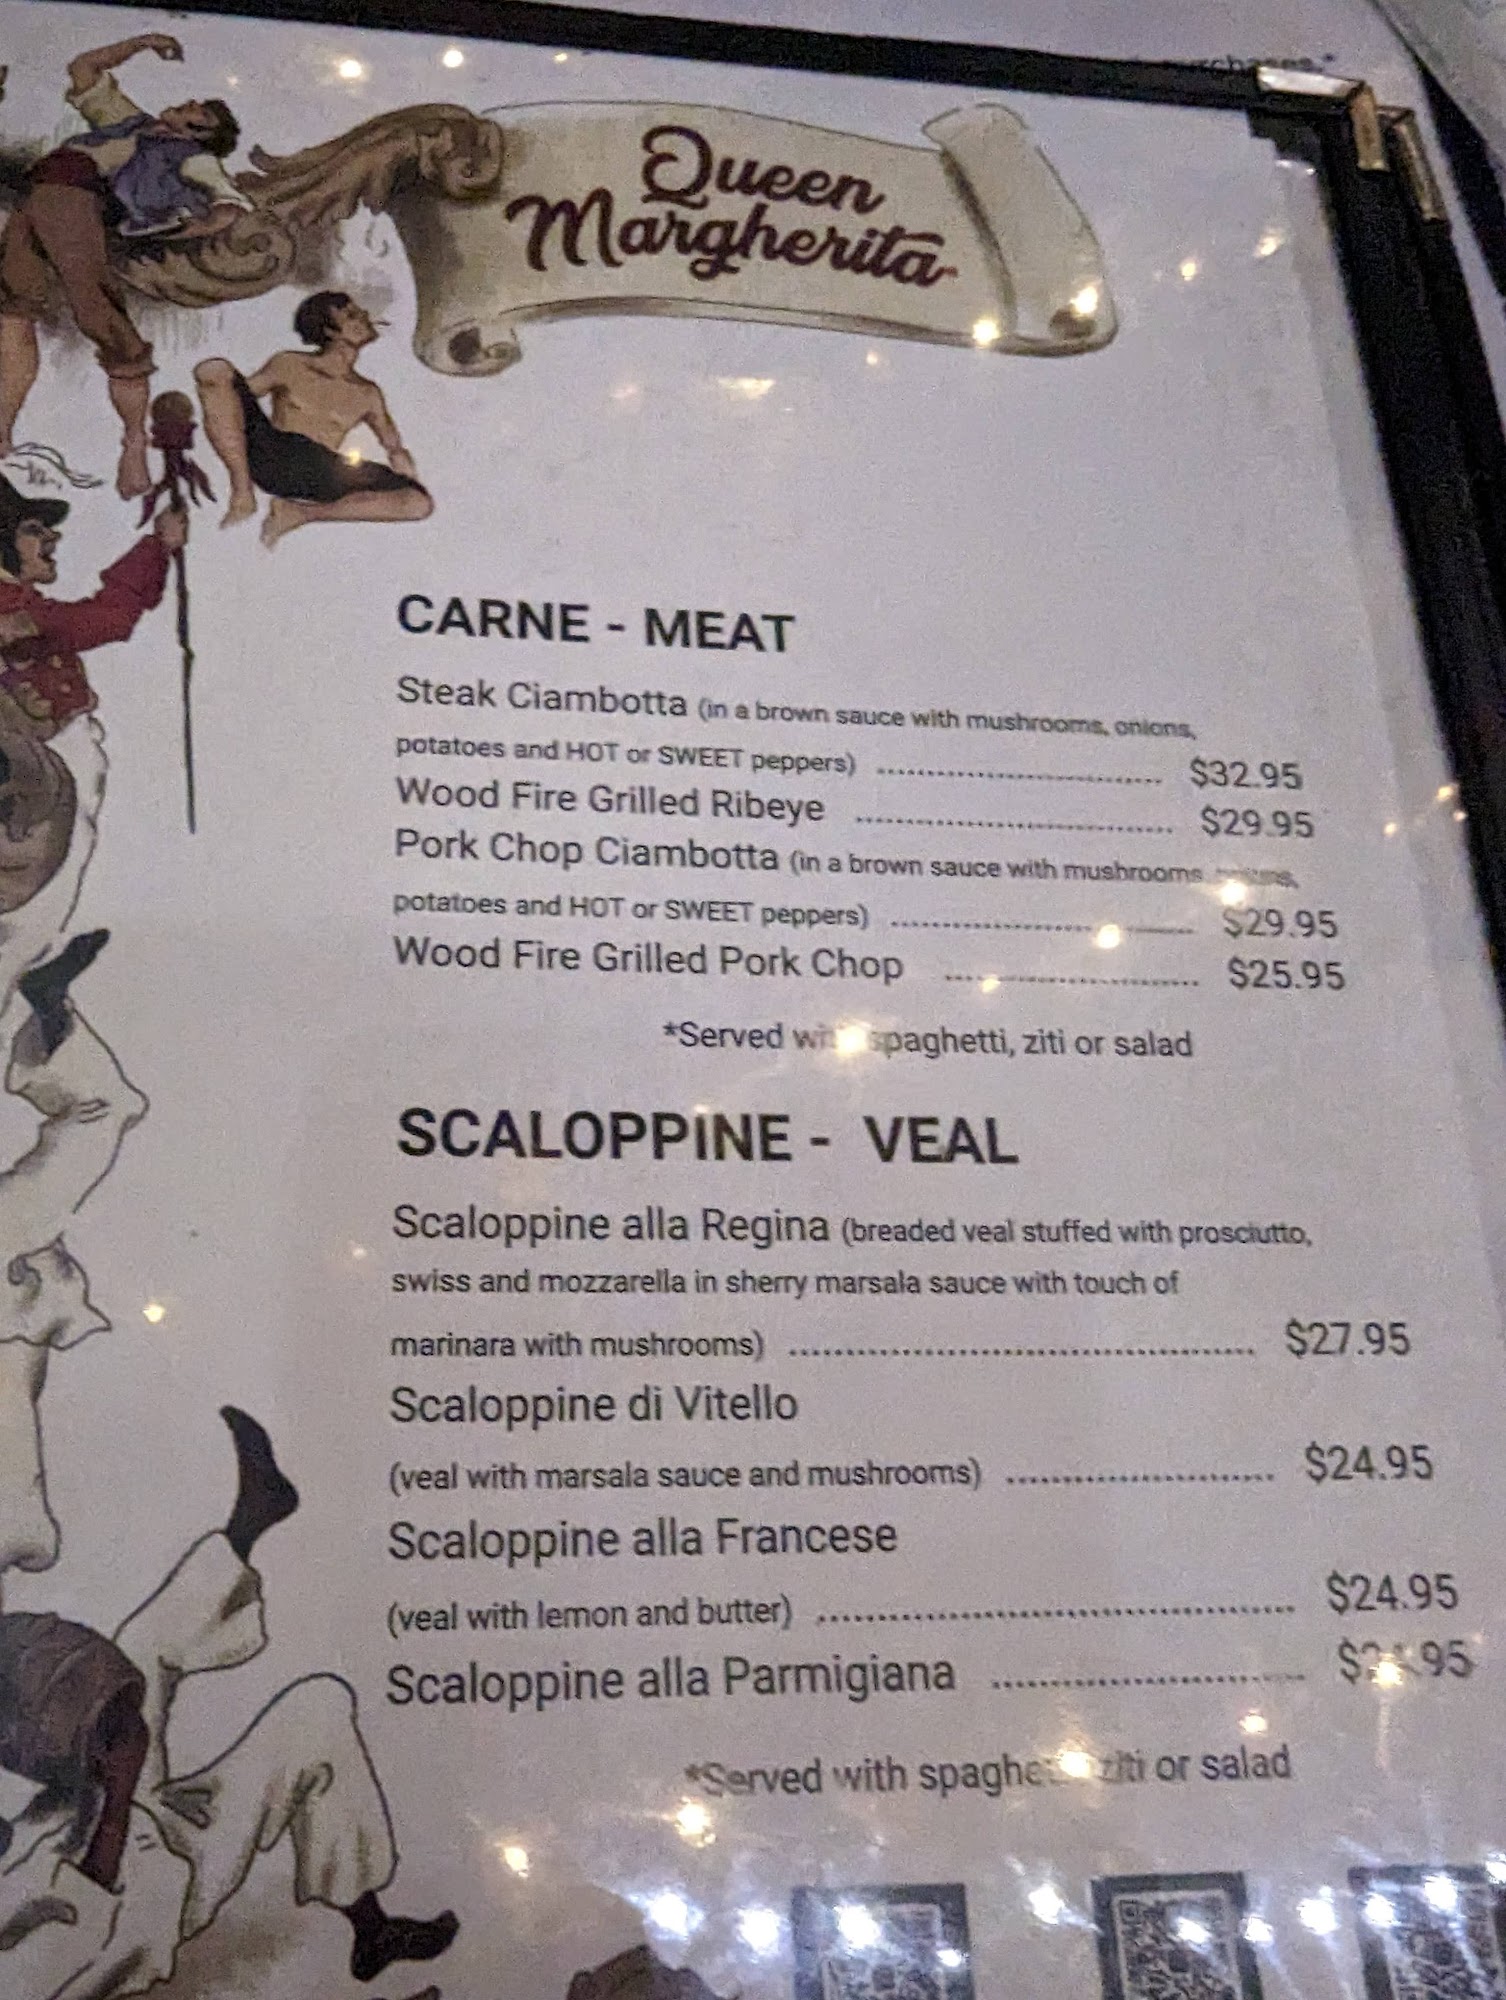 Queen
Margherita
CARNE - MEAT
Steak Ciambotta (in a brown sauce with mushrooms, onions,
potatoes and HOT or SWEET peppers) ................................ $32.95
Wood Fire Grilled Ribeye ................................ $29.95
Pork Chop Ciambotta (in a brown sauce with mushrooms
potatoes and HOT or SWEET peppers) ................................ $29.95
Wood Fire Grilled Pork Chop ............................ $25.95
*Served with spaghetti, ziti or salad
SCALOPPINE - VEAL
Scaloppine alla Regina (breaded veal stuffed with prosciutto,
swiss and mozzarella in sherry marsala sauce with touch of
marinara with mushrooms) ................................................ $27.95
Scaloppine di Vitello
(veal with marsala sauce and mushrooms) ........................... $24.95
Scaloppine alla Francese
(veal with lemon and butter) ................................................ $24.95
Scaloppine alla Parmigiana ................................
*Served with spaghetti, ziti or salad